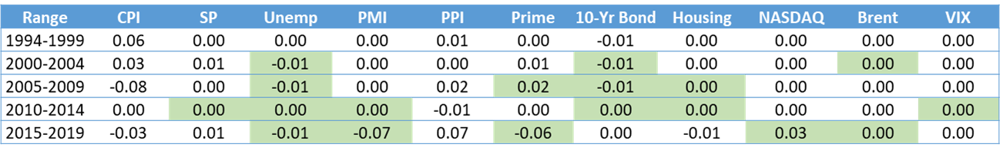 Range CPI SP Unemp PMI PPI Prime 10-Yr Bond Housing NASDAQ Brent VIX
1994-1999 0.06 0.00 0.00 0.00 0.01 0.00 -0.01 0.00 0.00 0.00 0.00
2000-2004 0.03 0.01 -0.01 0.00 0.00 0.01 -0.01 0.00 0.00 0.00 0.00
2005-2009 -0.08 0.00 -0.01 0.00 0.02 0.02 -0.01 0.00 0.00 0.00 0.00
2010-2014 0.00 0.00 0.00 0.00 -0.01 0.00 0.00 0.00 0.00 0.00 0.00
2015-2019 -0.03 0.01 -0.01 -0.07 0.07 -0.06 0.00 -0.01 0.03 0.00 0.00